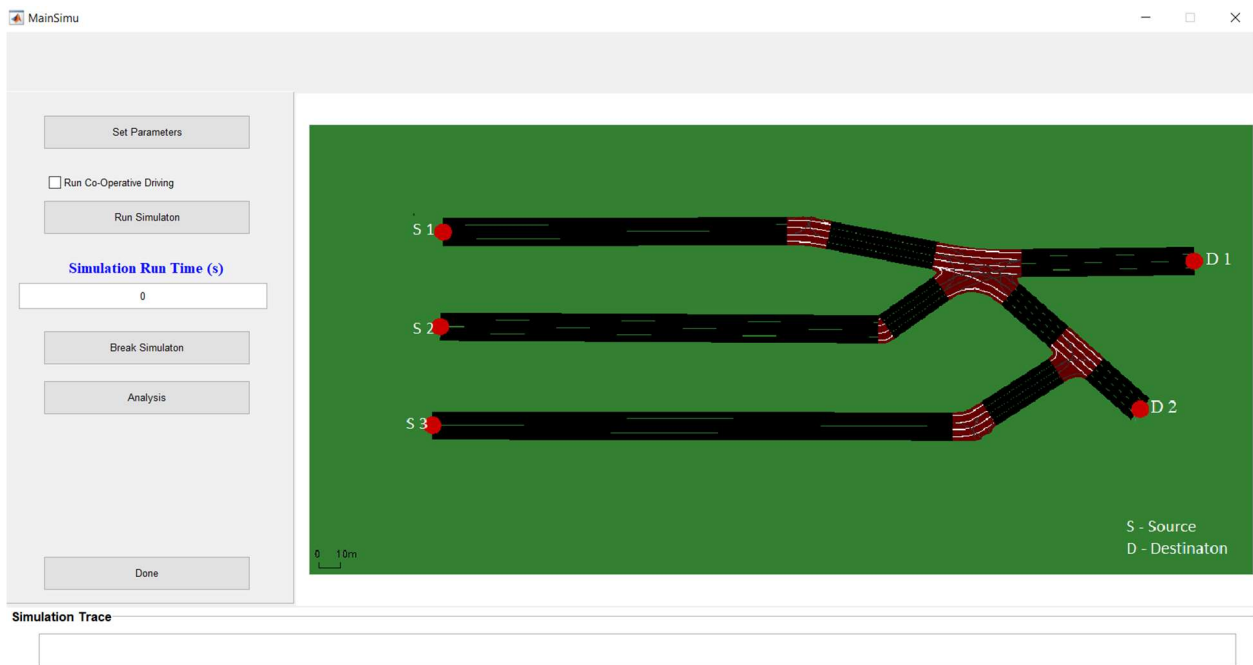 MainSimu
Set Parameters
Run Co-Operative Driving
Run Simulaton
Simulation Run Time (s)
0
Break Simulaton
Analysis
Done
S 1
D 1
S 2
D 2
S 3
S - Source
D - Destinaton
0 10m
Simulation Trace